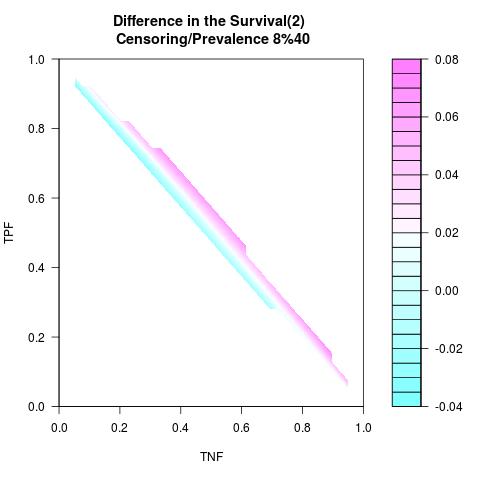 Difference in the Survival(2)
Censoring/Prevalence 8%40
1.0
0.8
0.6
0.4
0.2
0.0
TPF
0.0 0.2 0.4 0.6 0.8 1.0
TNF
0.08
0.06
0.04
0.02
0.00
-0.02
-0.04